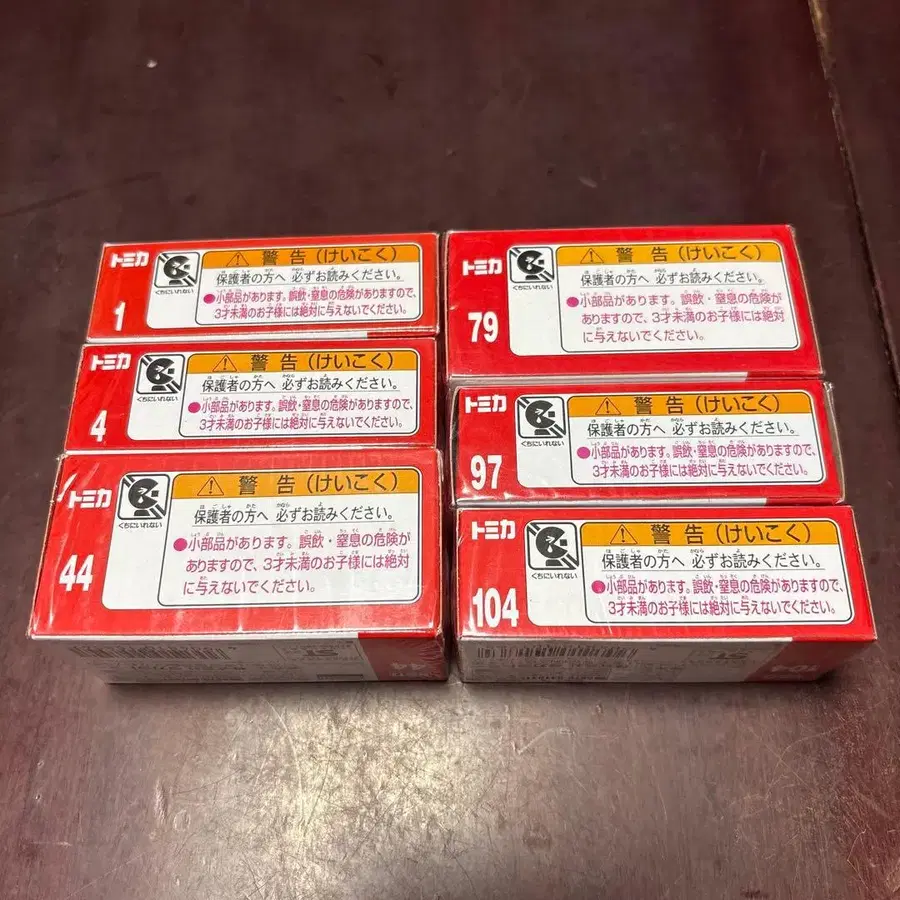 トミカ
1
くちにいれない
警告(けいこく)
保護者の方へ 必ずお読みください。
●小部品があります。誤飲・窒息の危険がありますので、
3才未満のお子様には絶対に与えないでください。
トミカ
4
くちにいれない
警告(けいこく)
保護者の方へ 必ずお読みください。
●小部品があります。誤飲・窒息の危険がありますので、
3才未満のお子様には絶対に与えないでください。
トミカ
44
くちにいれない
警告(けいこく)
保護者の方へ 必ずお読みください。
●小部品があります。誤飲・窒息の危険が
ありますので、3才未満のお子様には絶対
に与えないでください。
44
トミカ
79
くちにいれない
警告(けいこく)
保護者の方へ 必ずお読みください。
●小部品があります。誤飲・窒息の危険が
ありますので、3才未満のお子様には絶対
に与えないでください。
トミカ
97
くちにいれない
警告(けいこく)
保護者の方へ 必ずお読みください。
●小部品があります。誤飲・窒息の危険がありますので、
3才未満のお子様には絶対に与えないでください。
トミカ
104
くちにいれない
警告(けいこく)
保護者の方へ 必ずお読みください。
●小部品があります。誤飲・窒息の危険がありますので、
3才未満のお子様には絶対に与えないでください。
104